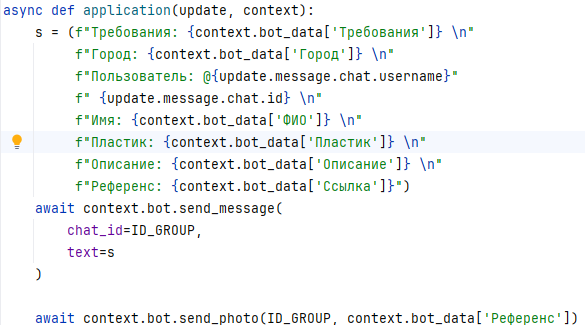 async def application(update, context):
    s = (f"Требования: {context.bot_data['Требования']} \n"
         f"Город: {context.bot_data['Город']} \n"
         f"Пользователь: @{update.message.chat.username}"
         f" {update.message.chat.id} \n"
         f"Имя: {context.bot_data['ФИО']} \n"
         f"Пластик: {context.bot_data['Пластик']} \n"
         f"Описание: {context.bot_data['Описание']} \n"
         f"Референс: {context.bot_data['Ссылка']}")
    await context.bot.send_message(
        chat_id=ID_GROUP,
        text=s
    )
    await context.bot.send_photo(ID_GROUP, context.bot_data['Референс'])